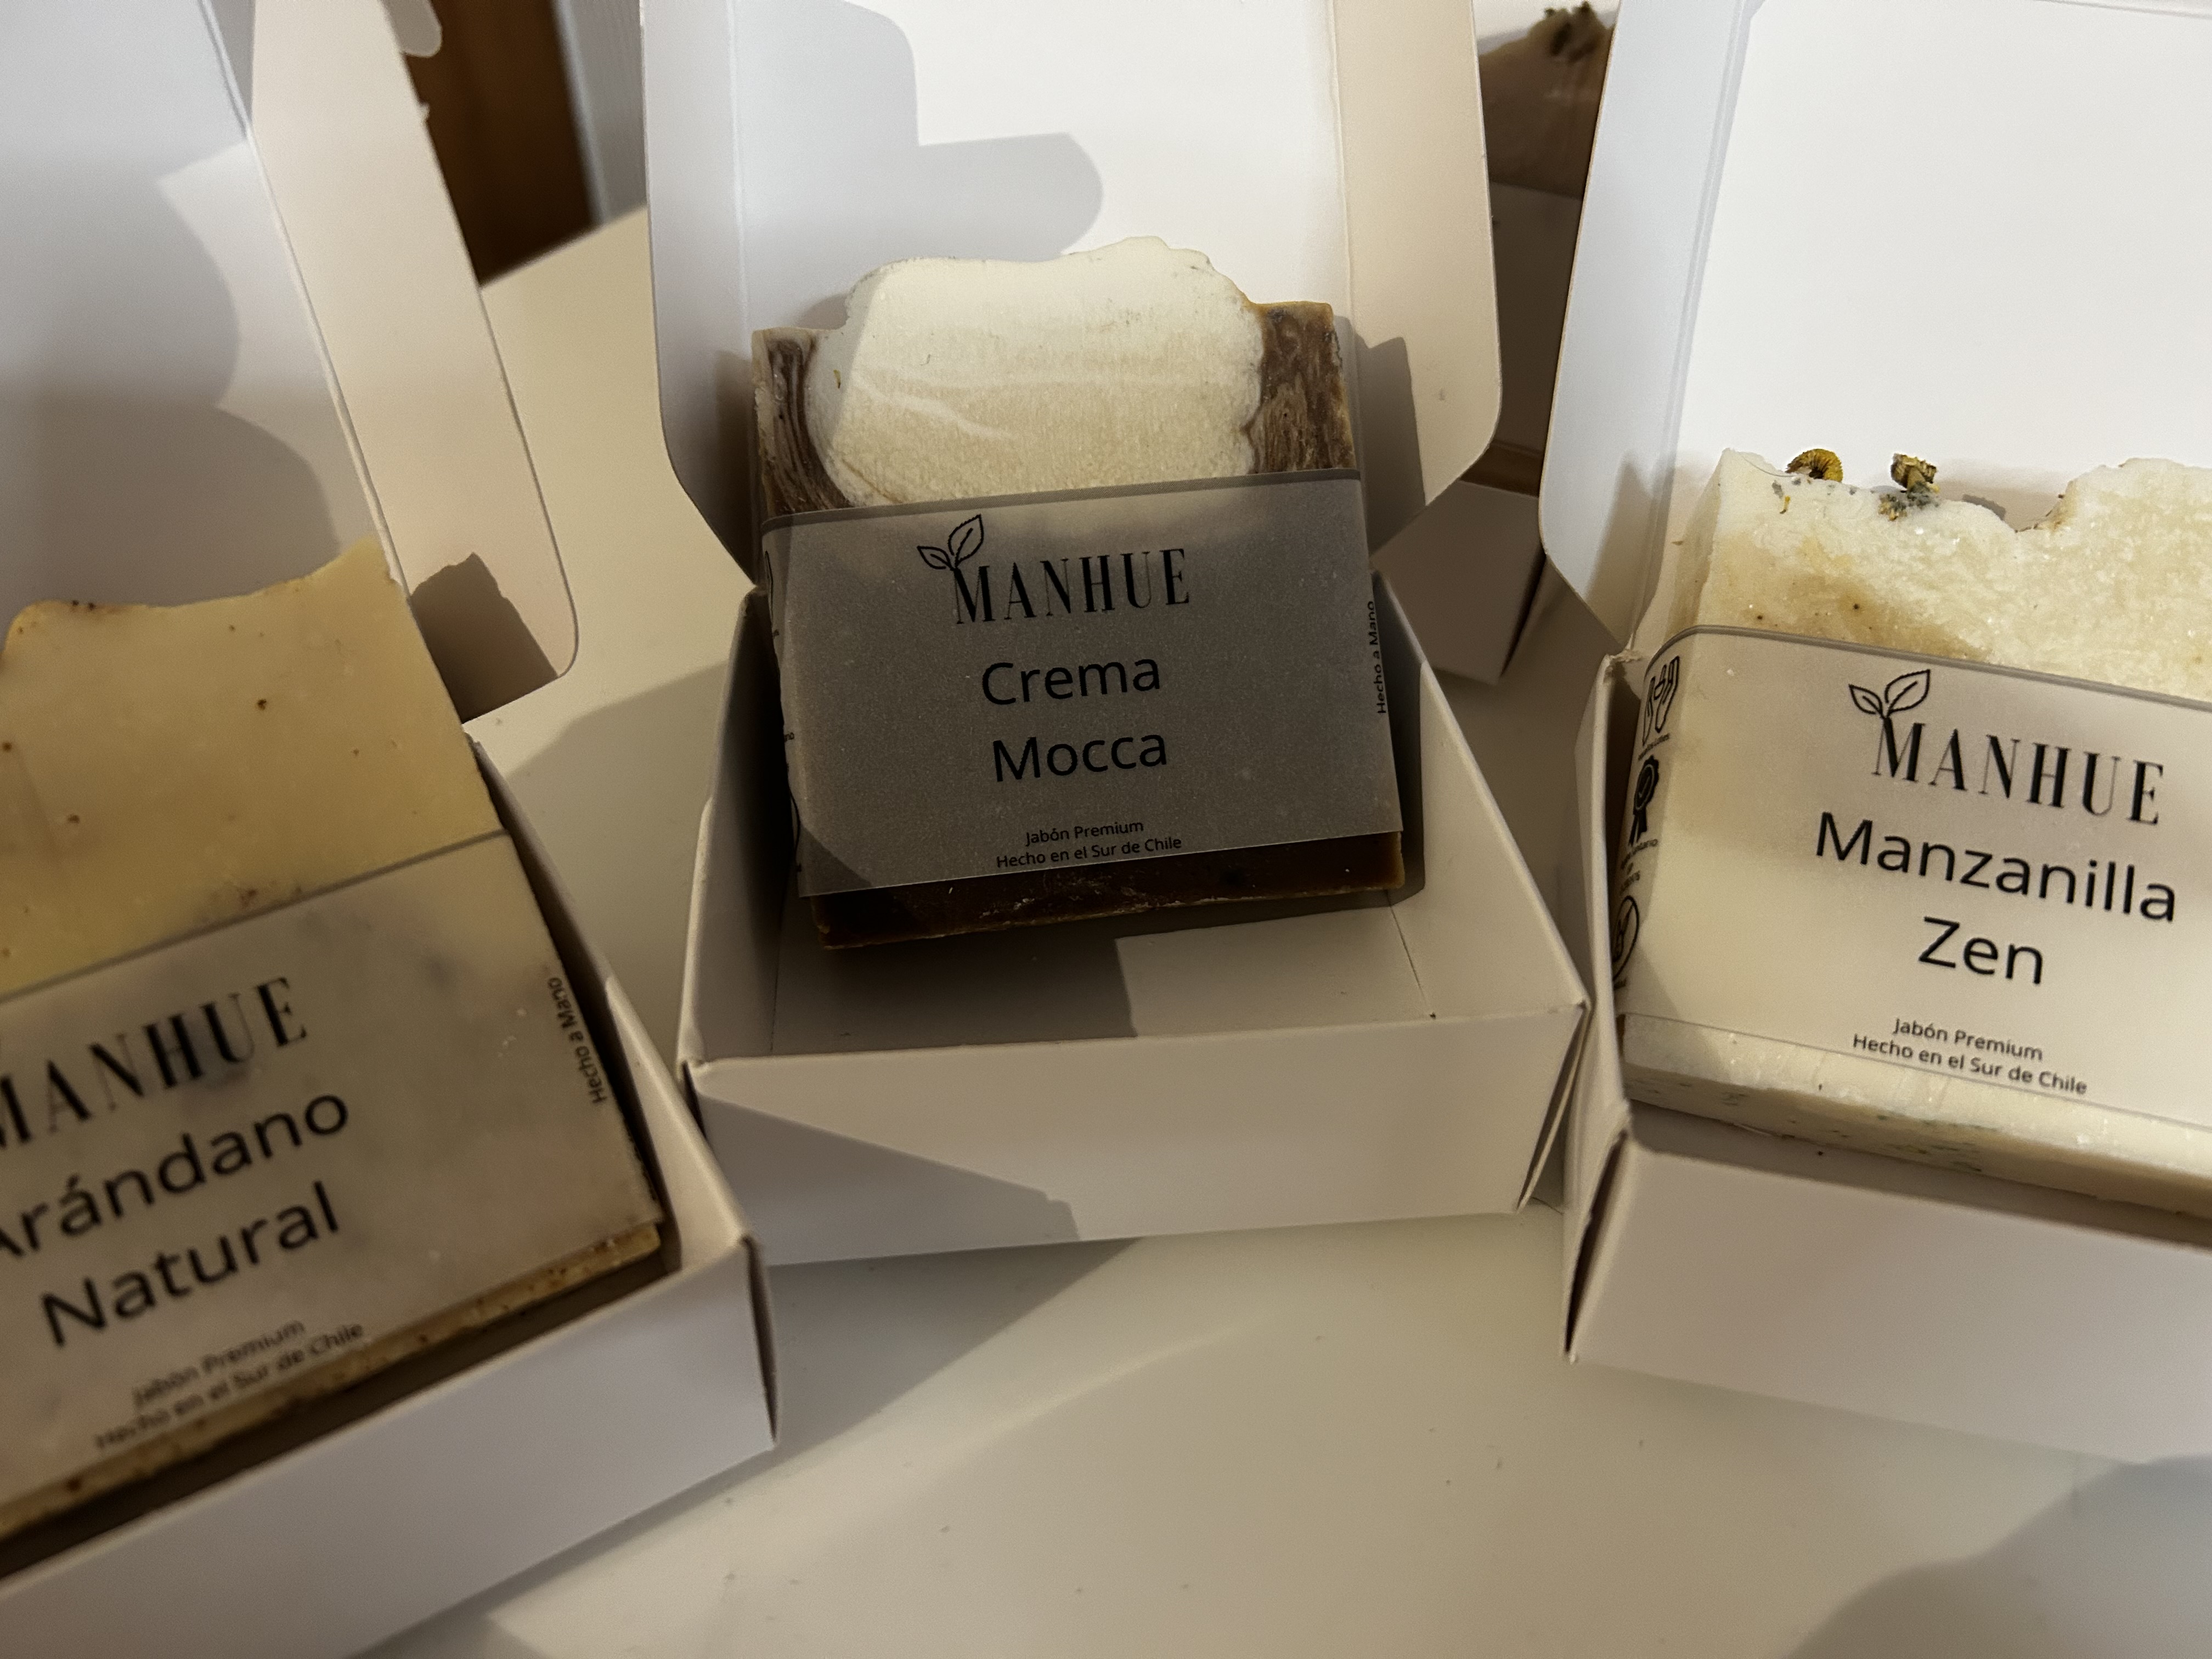 MANHUE
Arándano
Natural
Jabón Premium
Hecho en el Sur de Chile
Hecho a Mano
MANHUE
Crema
Mocca
Jabón Premium
Hecho en el Sur de Chile
Hecho a Mano
MANHUE
Manzanilla
Zen
Jabón Premium
Hecho en el Sur de Chile